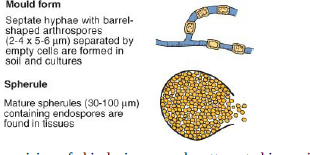 Mould form
Septate hyphae with barrel-
shaped arthrospores
(2-4 x 5-6 μm) separated by
empty cells are formed in
soil and cultures
Spherule
Mature spherules (30-100 μm)
containing endospores are
found in tissues